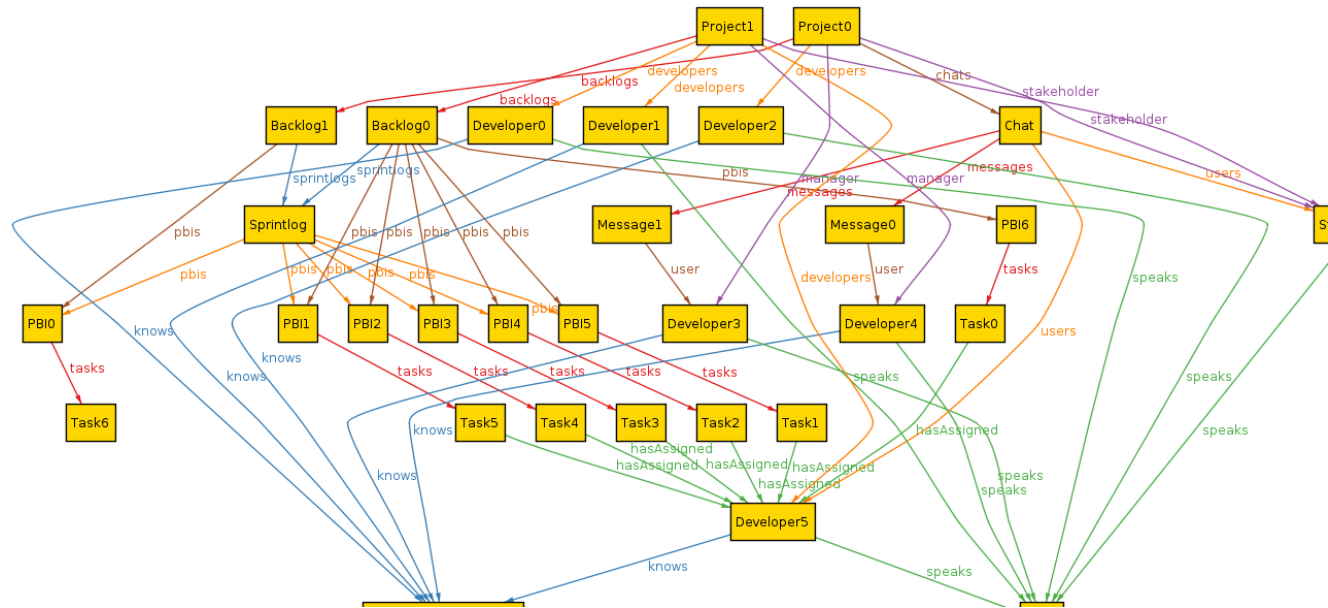 Project1
Project0
developers
developers
chats
backlogs
developers
stakeholder
backlogs
stakeholder
Backlog1
Backlog0
Developer0
Developer1
Developer2
Chat
sprintlogs
sprintlogs
pbis
messages
users
manager
manager
messages
Sprintlog
Message1
Message0
PBI6
St
pbis
pbis
pbis
pbis
pbis
pbis
user
user
tasks
pbis
pbis
pbis
pbis
pbis
developers
speaks
PBI0
PBI1
PBI2
PBI3
PBI4
PBI5
Developer3
Developer4
Task0
knows
users
knows
knows
tasks
tasks
tasks
tasks
tasks
tasks
speaks
speaks
Task6
Task5
Task4
Task3
Task2
Task1
knows
hasAssigned
speaks
hasAssigned
hasAssigned
hasAssigned
hasAssigned
knows
hasAssigned
speaks
speaks
Developer5
knows
speaks